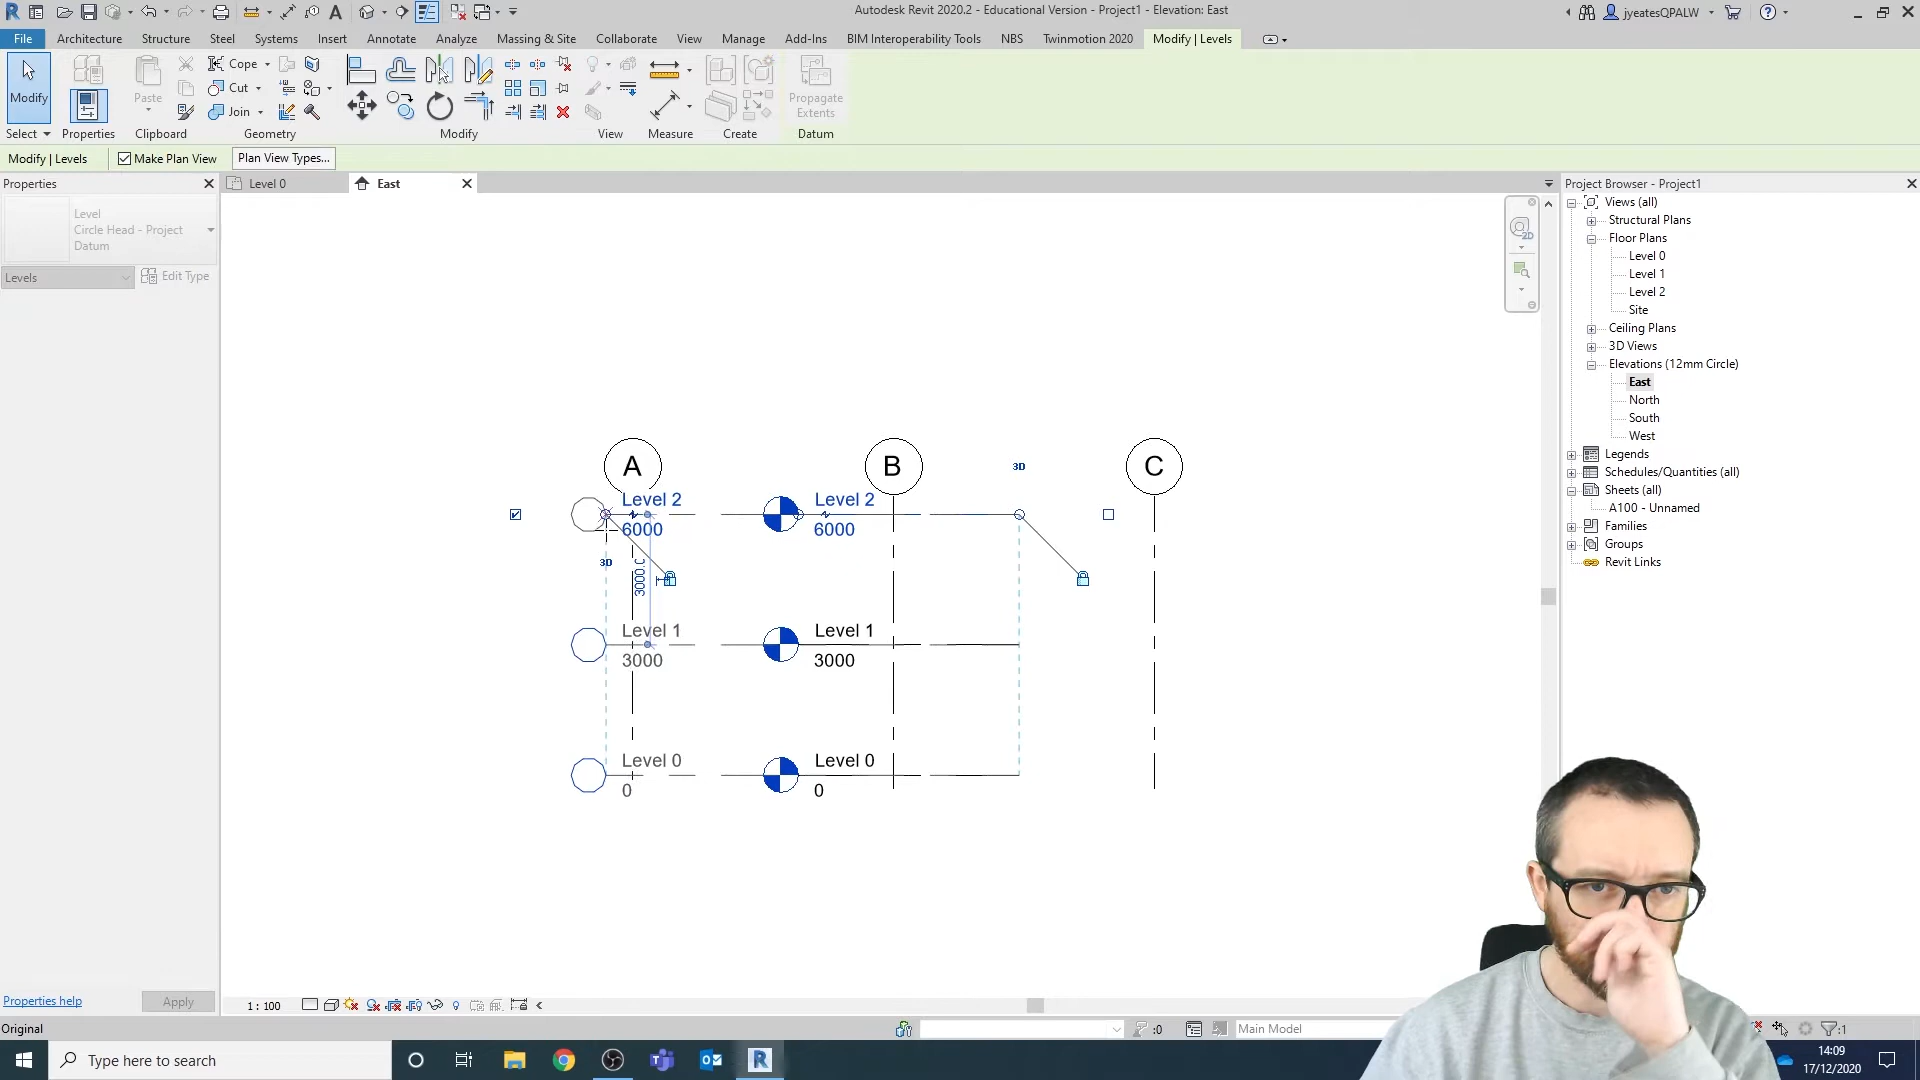 Autodesk Revit 2020.2 - Educational Version - Project1 - Elevation: East
jyeatesQPALW
File Architecture Structure Steel Systems Insert Annotate Analyze Massing & Site Collaborate View Manage Add-Ins BIM Interoperability Tools NBS Twinmotion 2020 Modify | Levels
Cope
Cut
Join
Modify
Paste
Propagate
Extents
Select Properties Clipboard Geometry Modify View Measure Create Datum
Modify | Levels Make Plan View Plan View Types...
Properties
Level 0
East
Project Browser - Project1
Level
Circle Head - Project
Datum
Levels
Edit Type
Views (all)
Structural Plans
Floor Plans
Level 0
Level 1
Level 2
Site
Ceiling Plans
3D Views
Elevations (12mm Circle)
East
North
South
West
Legends
Schedules/Quantities (all)
Sheets (all)
A100 - Unnamed
Families
Groups
Revit Links
2D
A
B
C
3D
Level 2
6000
Level 2
6000
3D
3000.0
Level 1
3000
Level 1
3000
Level 0
0
Level 0
0
Properties help
Apply
1 : 100
Original
:0
Main Model
:1
Type here to search
14:09
17/12/2020